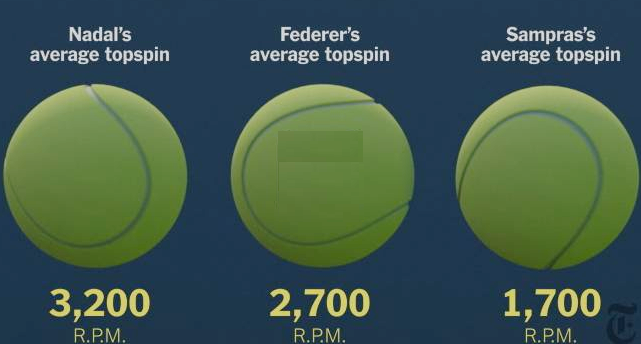 Nadal's
average topspin
Federer's
average topspin
Sampras's
average topspin
3,200
R.P.M.
2,700
R.P.M.
1,700
R.P.M.
T